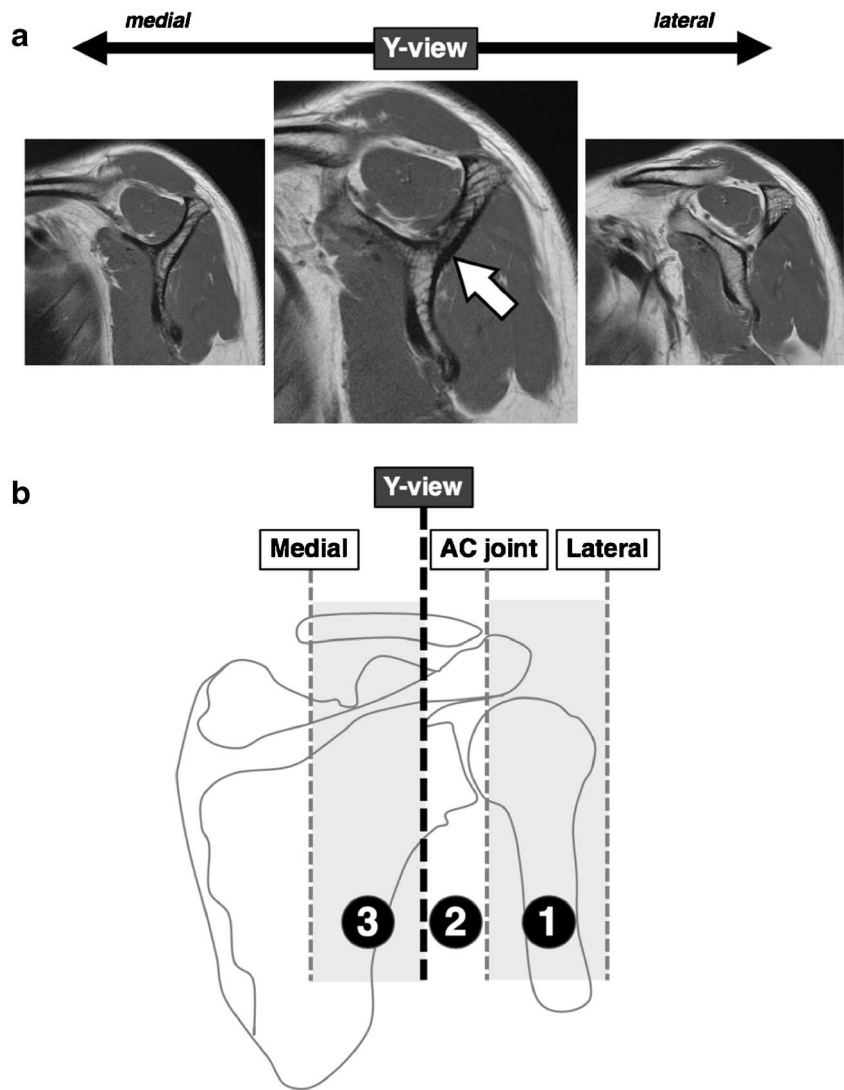 a
medial
lateral
Y-view
b
Y-view
Medial
AC joint
Lateral
3
2
1